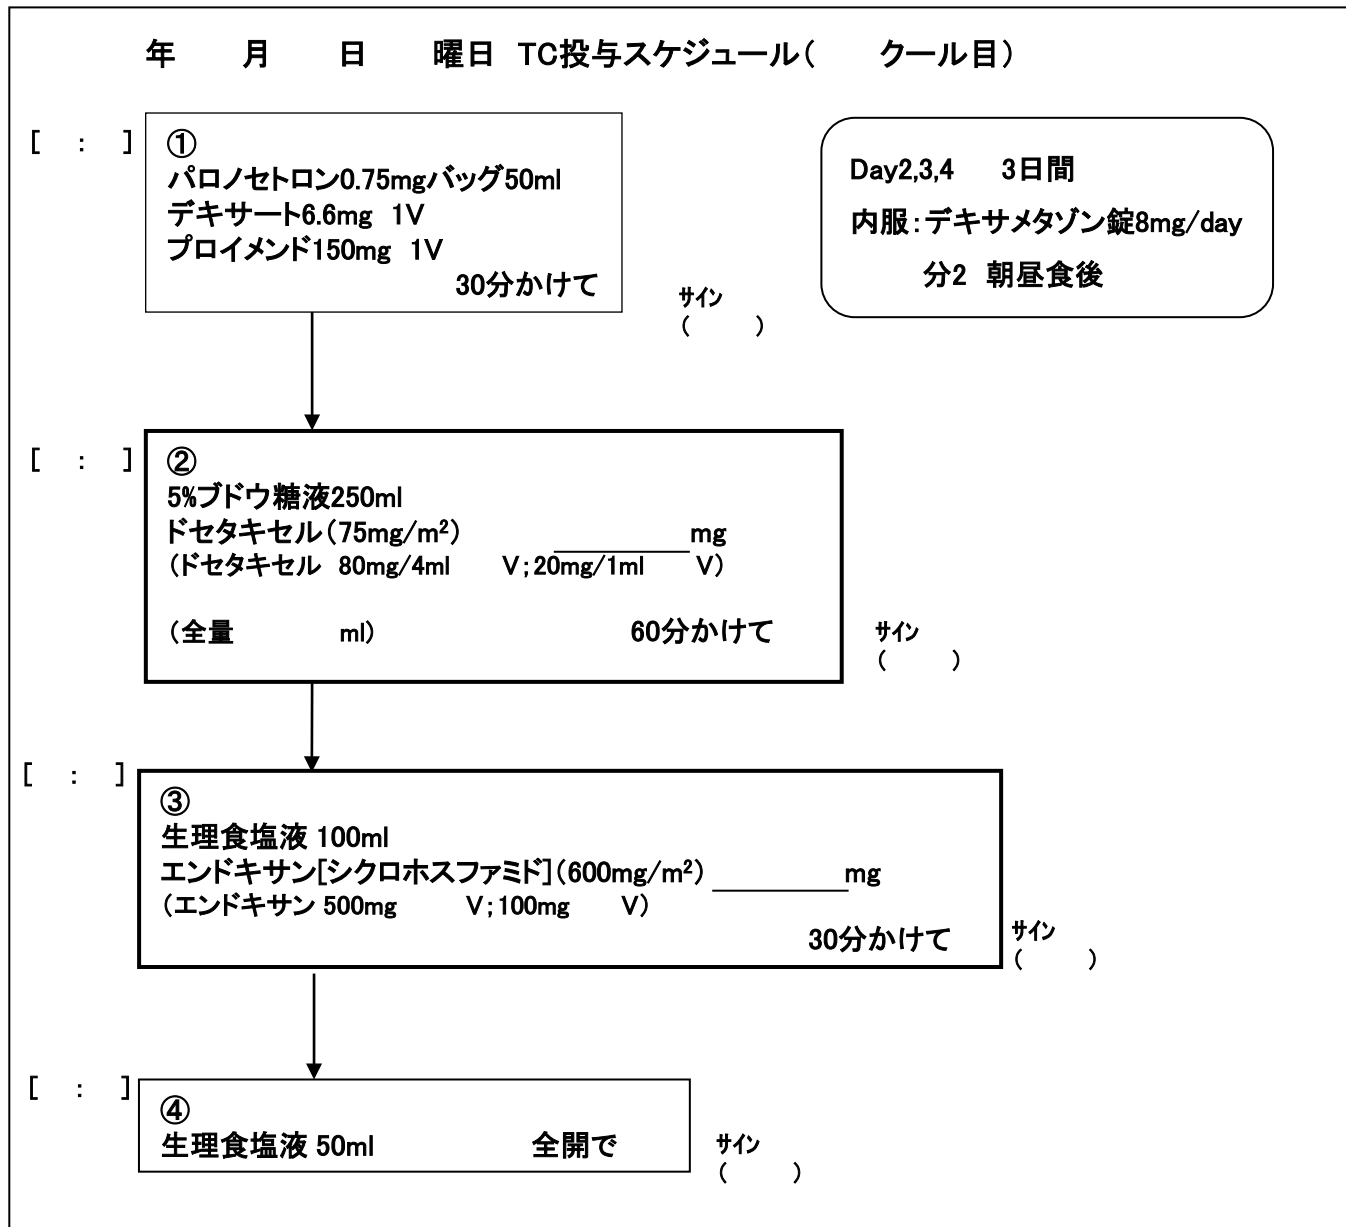 年 月 日 曜日 TC投与スケジュール( クール目)
[ : ]
①
パロノセトロン0.75mgバッグ50ml
デキサート6.6mg 1V
プロイメンド150mg 1V
30分かけて
サイン
( )
Day2,3,4 3日間
内服:デキサメタゾン錠8mg/day
分2 朝昼食後
[ : ]
②
5%ブドウ糖液250ml
ドセタキセル(75mg/m²) ________mg
(ドセタキセル 80mg/4ml V;20mg/1ml V)
(全量 ml) 60分かけて
サイン
( )
[ : ]
③
生理食塩液 100ml
エンドキサン[シクロホスファミド](600mg/m²) ________mg
(エンドキサン 500mg V;100mg V)
30分かけて
サイン
( )
[ : ]
④
生理食塩液 50ml 全開で
サイン
( )